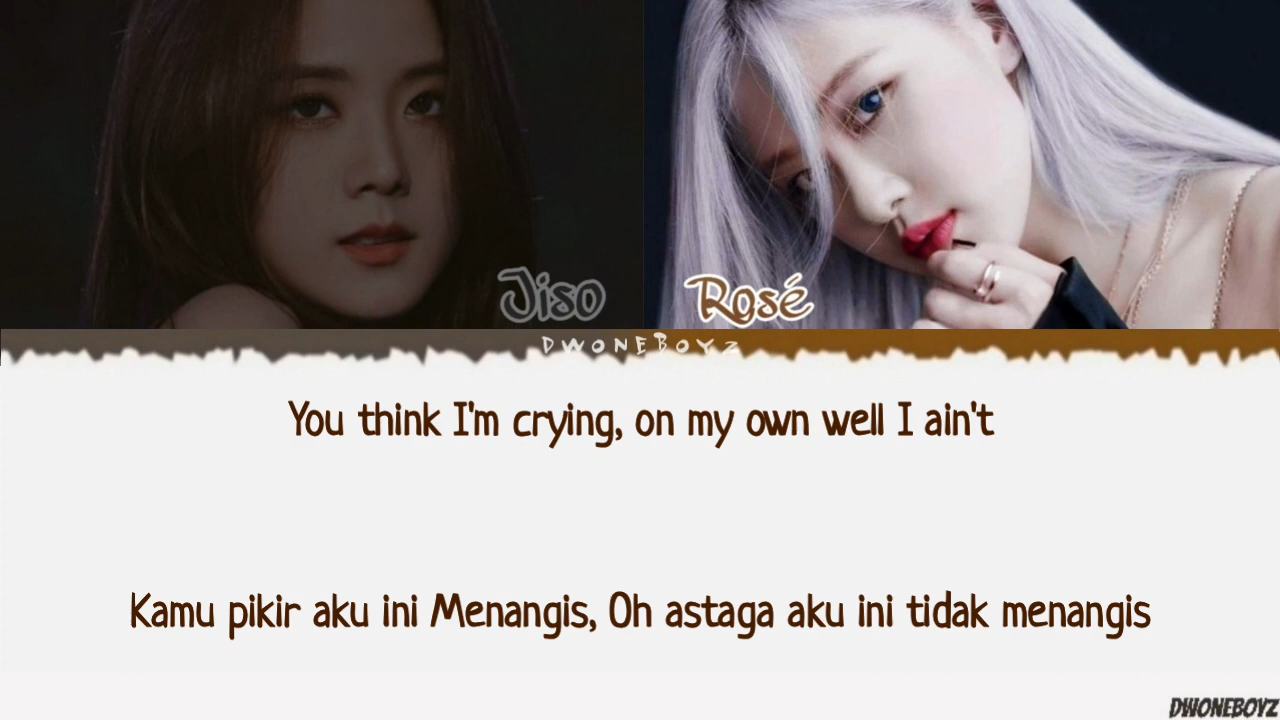 Jiso
Rosé
DWONEBOYZ
You think I'm crying, on my own well I ain't
Kamu pikir aku ini Menangis, Oh astaga aku ini tidak menangis
DWONEBOYZ